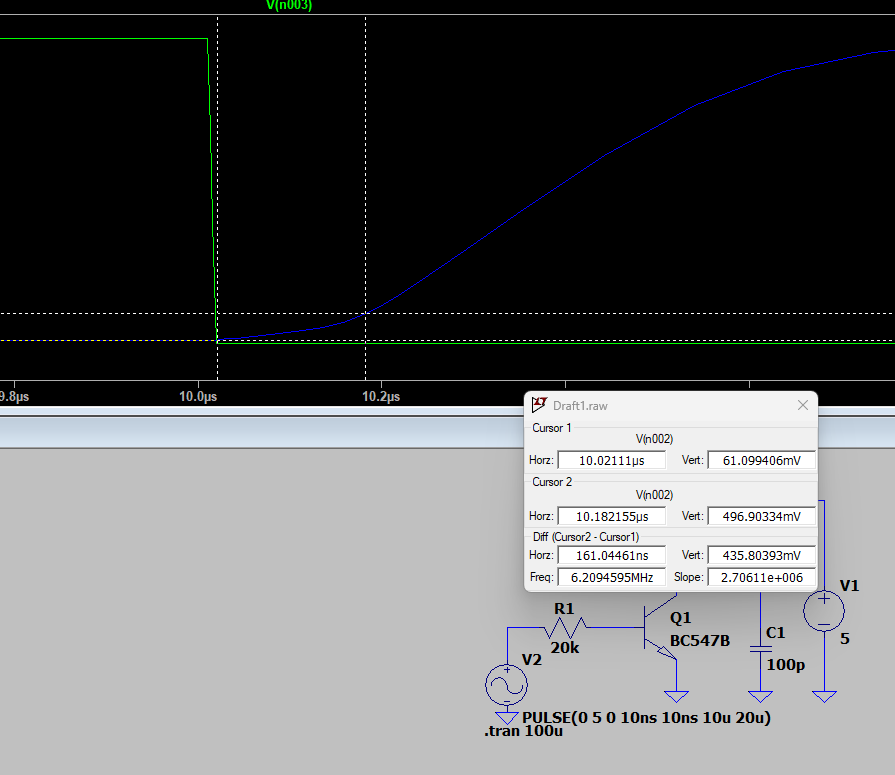 V(n003)
9.8µs
10.0µs
10.2µs
Draft1.raw
Cursor 1
V(n002)
Horz: 10.02111µs Vert: 61.099406mV
Cursor 2
V(n002)
Horz: 10.182155µs Vert: 496.90334mV
Diff (Cursor2 - Cursor1)
Horz: 161.04461ns Vert: 435.80393mV
Freq: 6.2094595MHz Slope: 2.70611e+006
R1
20k
Q1
BC547B
C1
100p
V1
5
V2
PULSE(0 5 0 10ns 10ns 10u 20u)
.tran 100u